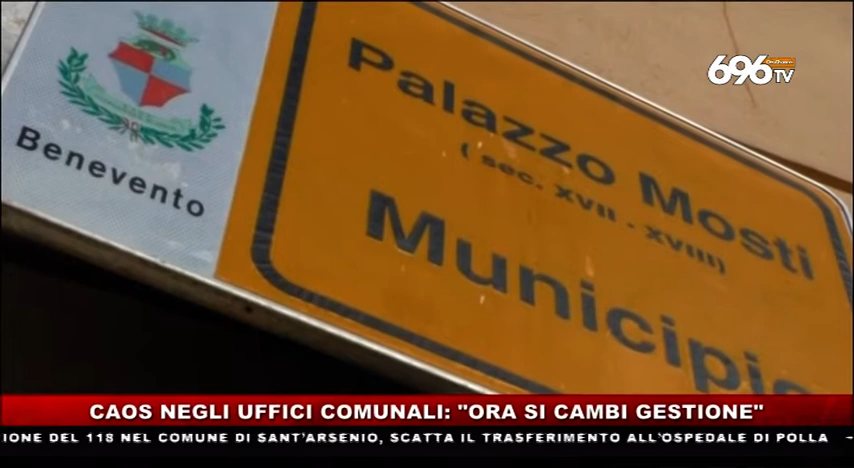 696
OttoChannel
TV
Benevento
Palazzo Mosti
( sec. XVII - XVIII)
Municipio
CAOS NEGLI UFFICI COMUNALI: "ORA SI CAMBI GESTIONE"
IONE DEL 118 NEL COMUNE DI SANT'ARSENIO, SCATTA IL TRASFERIMENTO ALL'OSPEDALE DI POLLA -